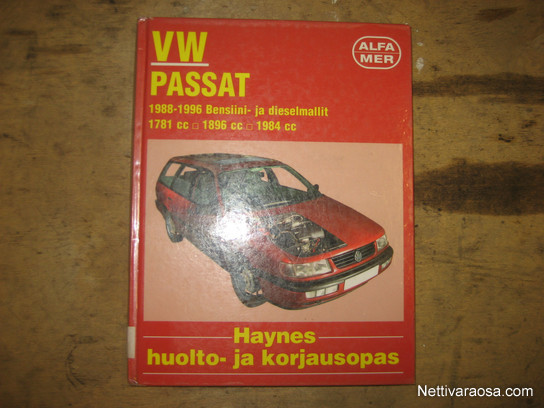 VW
ALFA
MER
PASSAT
1988-1996 Bensiini- ja dieselmallit
1781 cc □ 1896 cc □ 1984 cc
Haynes
huolto- ja korjausopas
Nettivaraosa.com